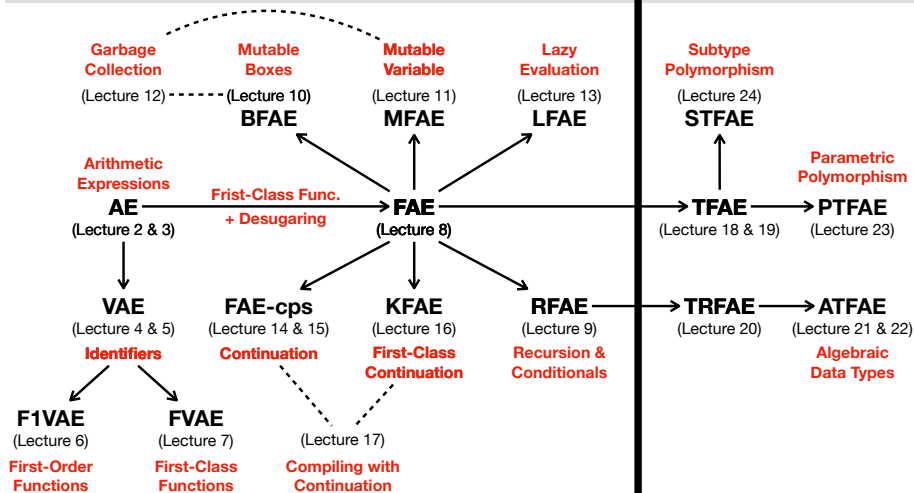 Garbage
Collection
(Lecture 12)
Mutable
Boxes
(Lecture 10)
BFAE
Mutable
Variable
(Lecture 11)
MFAE
Lazy
Evaluation
(Lecture 13)
LFAE
Subtype
Polymorphism
(Lecture 24)
STFAE
Arithmetic
Expressions
AE
(Lecture 2 & 3)
Frist-Class Func.
+ Desugaring
FAE
(Lecture 8)
TFAE
(Lecture 18 & 19)
Parametric
Polymorphism
PTFAE
(Lecture 23)
VAE
(Lecture 4 & 5)
Identifiers
FAE-cps
(Lecture 14 & 15)
Continuation
KFAE
(Lecture 16)
First-Class
Continuation
RFAE
(Lecture 9)
Recursion &
Conditionals
TRFAE
(Lecture 20)
ATFAE
(Lecture 21 & 22)
Algebraic
Data Types
F1VAE
(Lecture 6)
First-Order
Functions
FVAE
(Lecture 7)
First-Class
Functions
(Lecture 17)
Compiling with
Continuation